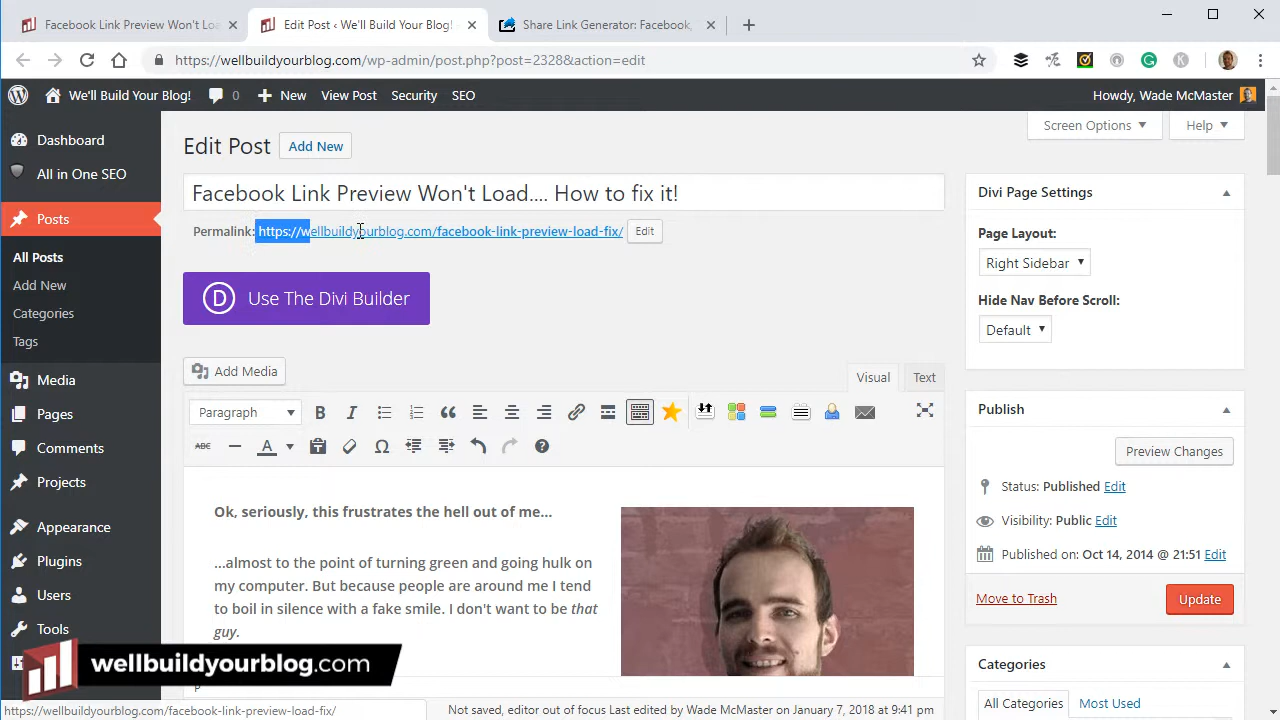 Facebook Link Preview Won't Loa
Edit Post ‹ We'll Build Your Blog!
Share Link Generator: Facebook,
https://wellbuildyourblog.com/wp-admin/post.php?post=2328&action=edit
We'll Build Your Blog!
0
New
View Post
Security
SEO
Howdy, Wade McMaster
Dashboard
All in One SEO
Posts
All Posts
Add New
Categories
Tags
Media
Pages
Comments
Projects
Appearance
Plugins
Users
Tools
Screen Options
Help
Edit Post
Add New
Facebook Link Preview Won't Load.... How to fix it!
Permalink: https://wellbuildyourblog.com/facebook-link-preview-load-fix/
Edit
D
Use The Divi Builder
Add Media
Visual
Text
Paragraph
B
I
ABC
A
Ω
Ok, seriously, this frustrates the hell out of me...
...almost to the point of turning green and going hulk on
my computer. But because people are around me I tend
to boil in silence with a fake smile. I don't want to be that
guy.
Divi Page Settings
Page Layout:
Right Sidebar
Hide Nav Before Scroll:
Default
Publish
Preview Changes
Status: Published Edit
Visibility: Public Edit
Published on: Oct 14, 2014 @ 21:51 Edit
Move to Trash
Update
Categories
All Categories
Most Used
wellbuildyourblog.com
https://wellbuildyourblog.com/facebook-link-preview-load-fix/
Not saved, editor out of focus Last edited by Wade McMaster on January 7, 2018 at 9:41 pm